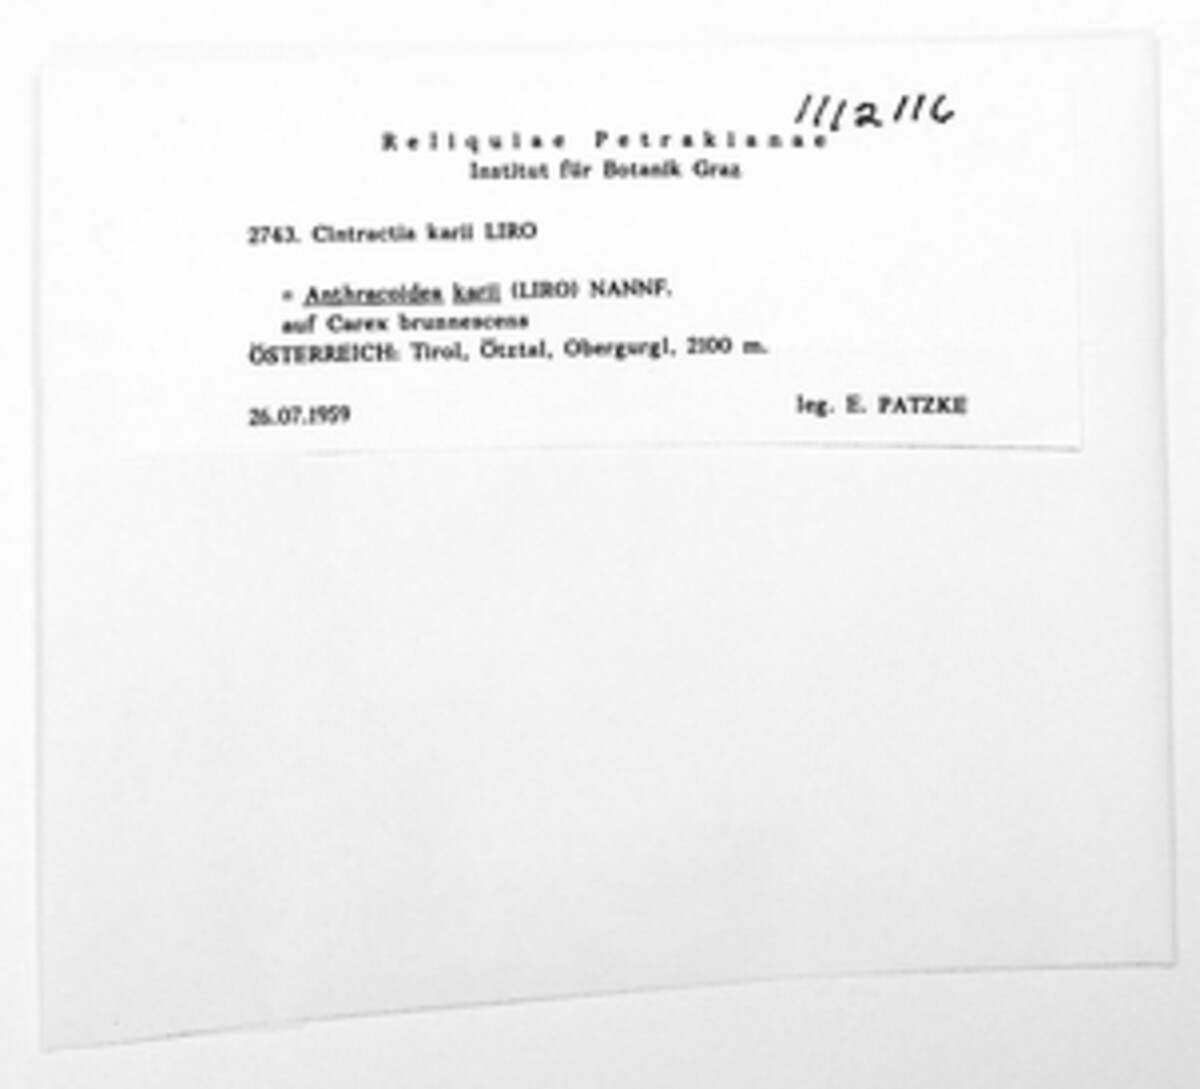 1112116
Reliquiae Petrakianae
Institut für Botanik Graz
2743. Cintractia karii LIRO
= Anthracoidea karii (LIRO) NANNF.
auf Carex brunnescens
ÖSTERREICH: Tirol, Ötztal, Obergurgl, 2100 m.
26.07.1959 leg. E. PATZKE